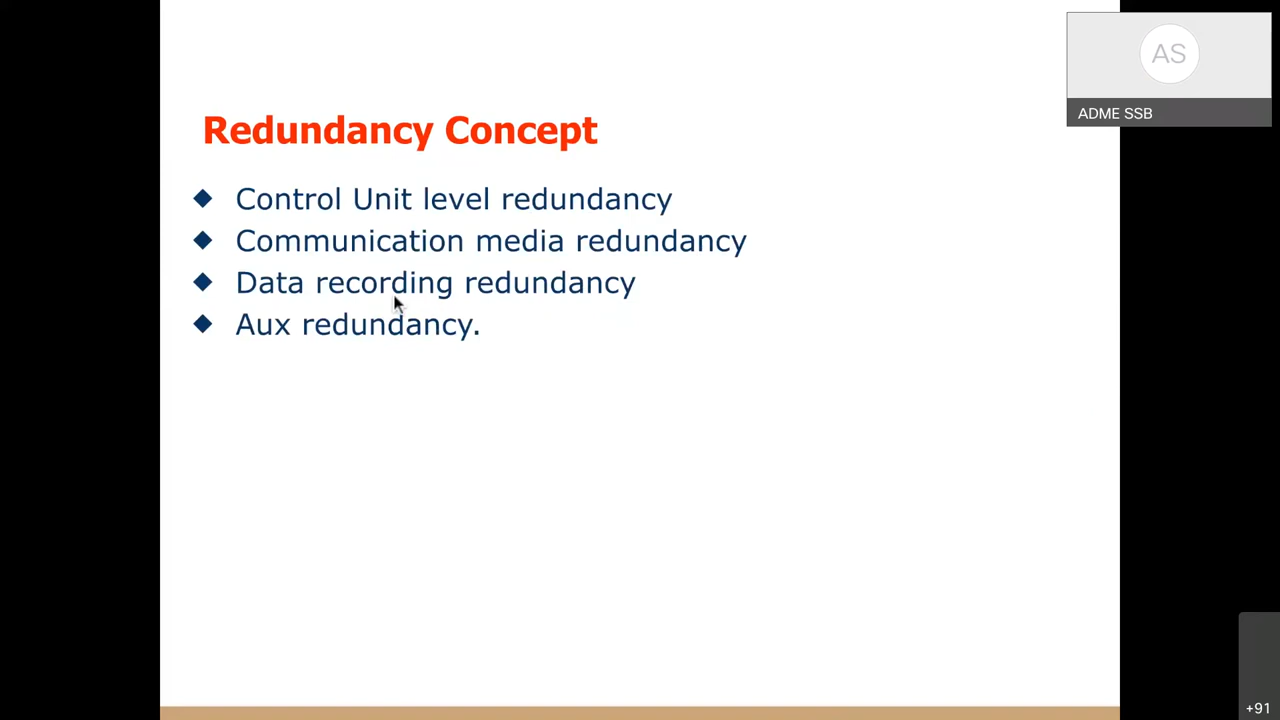 AS
ADME SSB
Redundancy Concept
Control Unit level redundancy
Communication media redundancy
Data recording redundancy
Aux redundancy.
+91